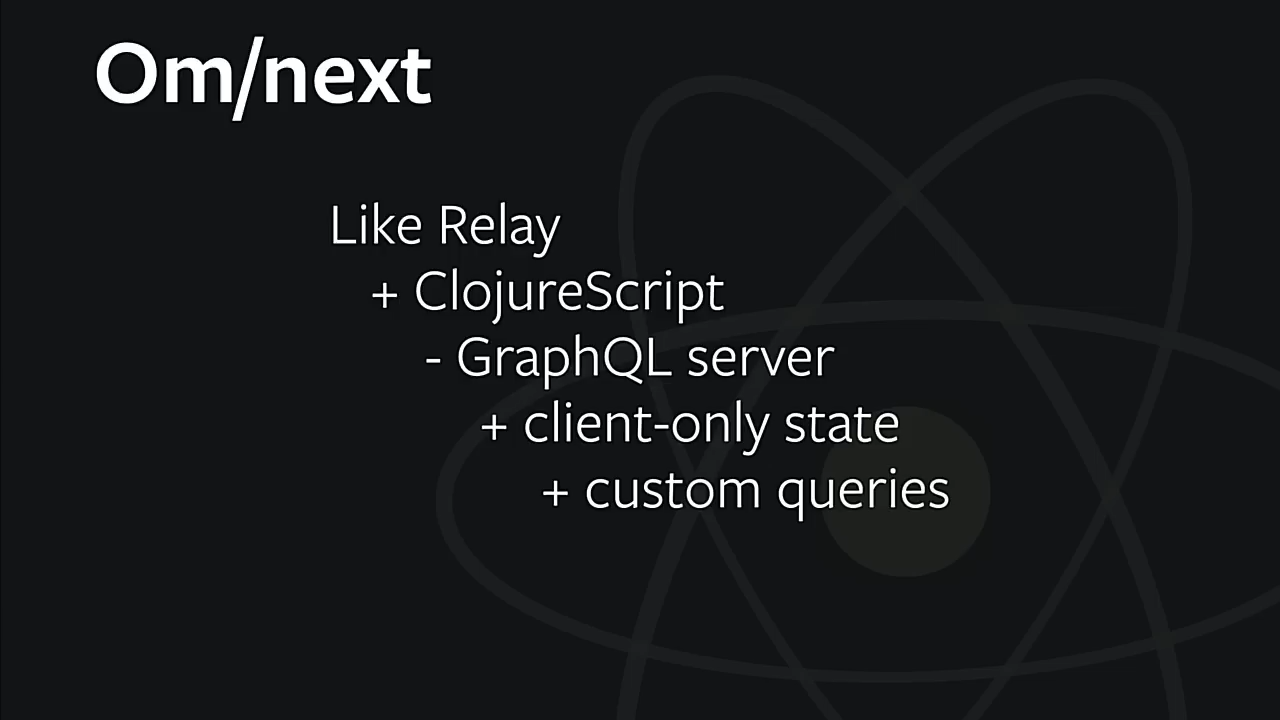 Om/next
Like Relay
+ ClojureScript
- GraphQL server
+ client-only state
+ custom queries